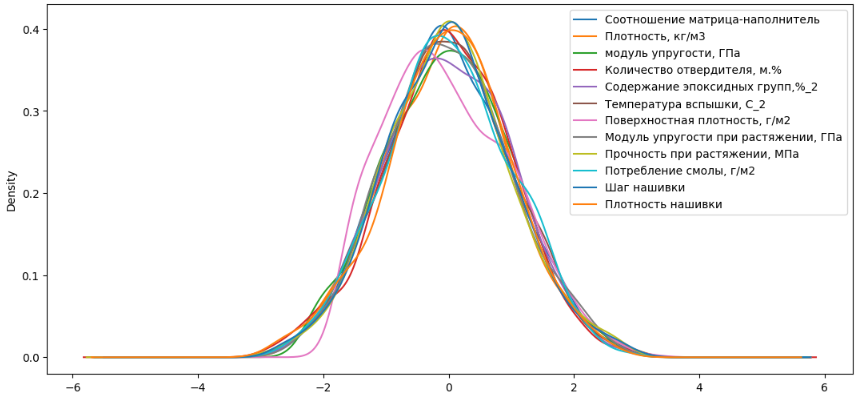 Соотношение матрица-наполнитель
Плотность, кг/м3
модуль упругости, ГПа
Количество отвердителя, м.%
Содержание эпоксидных групп,%_2
Температура вспышки, С_2
Поверхностная плотность, г/м2
Модуль упругости при растяжении, ГПа
Прочность при растяжении, МПа
Потребление смолы, г/м2
Шаг нашивки
Плотность нашивки
Density
0.4
0.3
0.2
0.1
0.0
−6 −4 −2 0 2 4 6